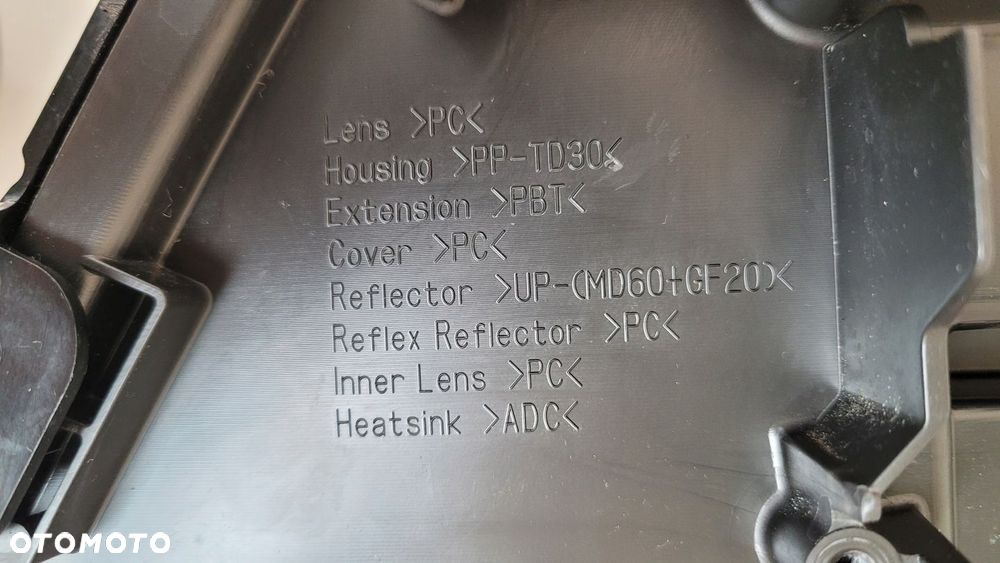 Lens >PC<
Housing >PP-TD30<
Extension >PBT<
Cover >PC<
Reflector >UP-(MD60+GF20)<
Reflex Reflector >PC<
Inner Lens >PC<
Heatsink >ADC<
OTOMOTO